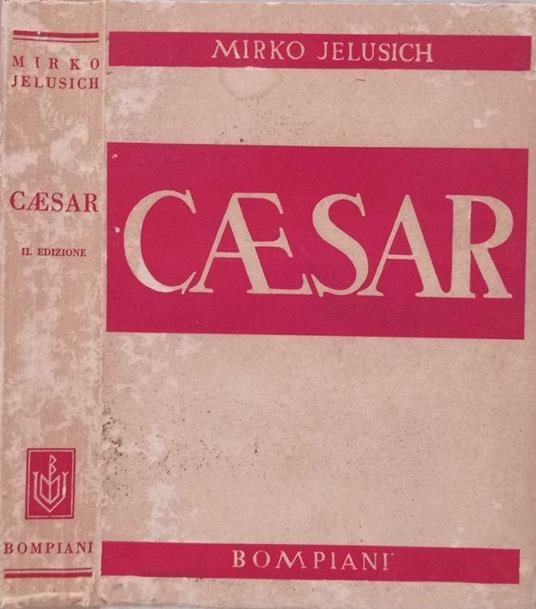 MIRKO
JELUSICH
CÆSAR
II. EDIZIONE
BOMPIANI
MIRKO JELUSICH
CÆSAR
BOMPIANI